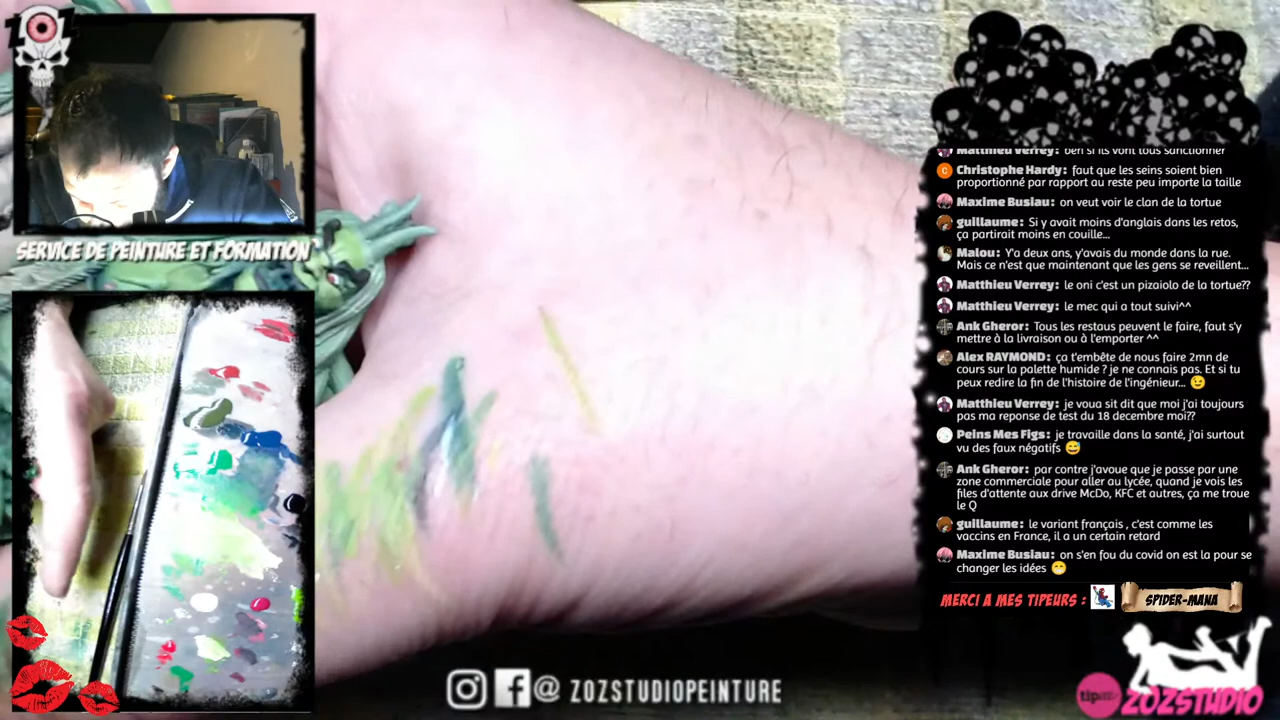 SERVICE DE PEINTURE ET FORMATION
Matthieu Verrey: ben si ils vont tous sanctionner
Christophe Hardy: faut que les seins soient bien
proportionné par rapport au reste peu importe la taille
Maxime Busiau: on veut voir le clan de la tortue
guillaume: Si y avait moins d'anglais dans les retos,
ça partirait moins en couille...
Malou: Y'a deux ans, y'avais du monde dans la rue.
Mais ce n'est que maintenant que les gens se reveillent...
Matthieu Verrey: le oni c'est un pizaiolo de la tortue??
Matthieu Verrey: le mec qui a tout suivi^^
Ank Gheror: Tous les restaus peuvent le faire, faut s'y
mettre à la livraison ou à l'emporter ^^
Alex RAYMOND: ça t'embête de nous faire 2mn de
cours sur la palette humide ? je ne connais pas. Et si tu
peux redire la fin de l'histoire de l'ingénieur... 😉
Matthieu Verrey: je voua sit dit que moi j'ai toujours
pas ma reponse de test du 18 decembre moi??
Peins Mes Figs: je travaille dans la santé, j'ai surtout
vu des faux négatifs 😅
Ank Gheror: par contre j'avoue que je passe par une
zone commerciale pour aller au lycée, quand je vois les
files d'attente aux drive McDo, KFC et autres, ça me troue
le Q
guillaume: le variant français , c'est comme les
vaccins en France, il a un certain retard
Maxime Busiau: on s'en fou du covid on est la pour se
changer les idées 😁
MERCI A MES TIPEURS : SPIDER-MANA
@ ZOZSTUDIOPEINTURE
ZOZSTUDIO